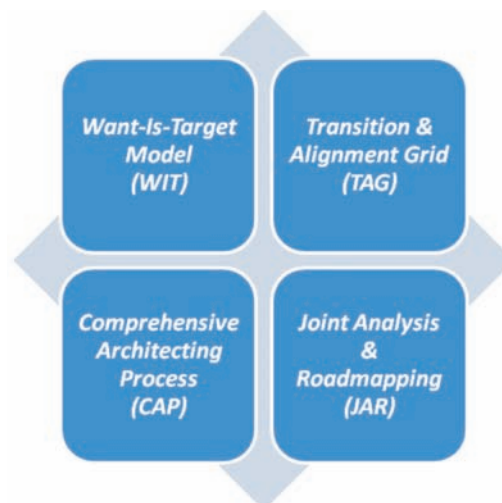 Want-Is-Target
Model
(WIT)
Transition &
Alignment Grid
(TAG)
Comprehensive
Architecting
Process
(CAP)
Joint Analysis
&
Roadmapping
(JAR)